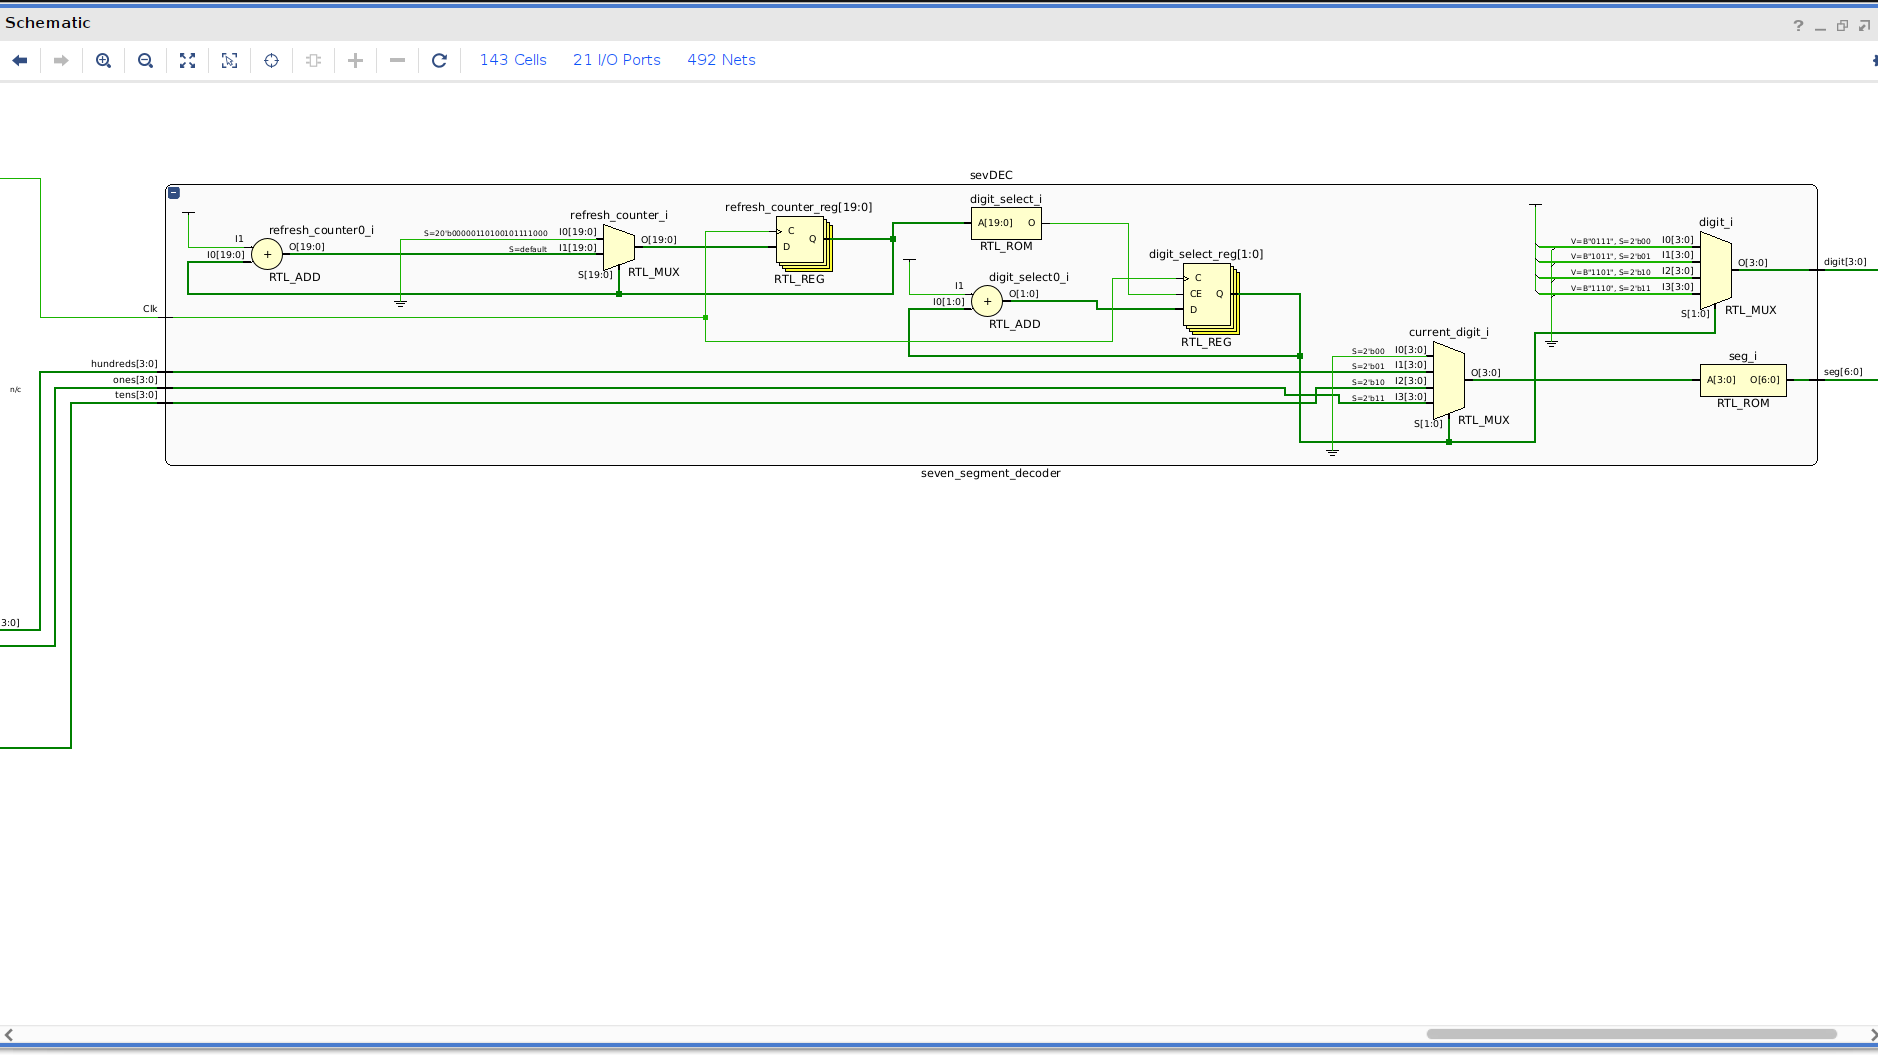 Schematic
143 Cells 21 I/O Ports 492 Nets
sevDEC
refresh_counter0_i
I1
I0[19:0]
+
O[19:0]
RTL_ADD
refresh_counter_i
S=20'b00000110100101111000 I0[19:0]
S=default I1[19:0]
O[19:0]
S[19:0]
RTL_MUX
refresh_counter_reg[19:0]
C
D
Q
RTL_REG
digit_select_i
A[19:0] O
RTL_ROM
digit_select0_i
I1
I0[1:0]
+
O[1:0]
RTL_ADD
digit_select_reg[1:0]
C
CE Q
D
RTL_REG
digit_i
V=B"0111", S=2'b00 I0[3:0]
V=B"1011", S=2'b01 I1[3:0]
V=B"1101", S=2'b10 I2[3:0]
V=B"1110", S=2'b11 I3[3:0]
O[3:0]
S[1:0]
RTL_MUX
digit[3:0]
current_digit_i
S=2'b00 I0[3:0]
S=2'b01 I1[3:0]
S=2'b10 I2[3:0]
S=2'b11 I3[3:0]
O[3:0]
S[1:0]
RTL_MUX
seg_i
A[3:0] O[6:0]
RTL_ROM
seg[6:0]
Clk
hundreds[3:0]
ones[3:0]
tens[3:0]
n/c
seven_segment_decoder
3:0]